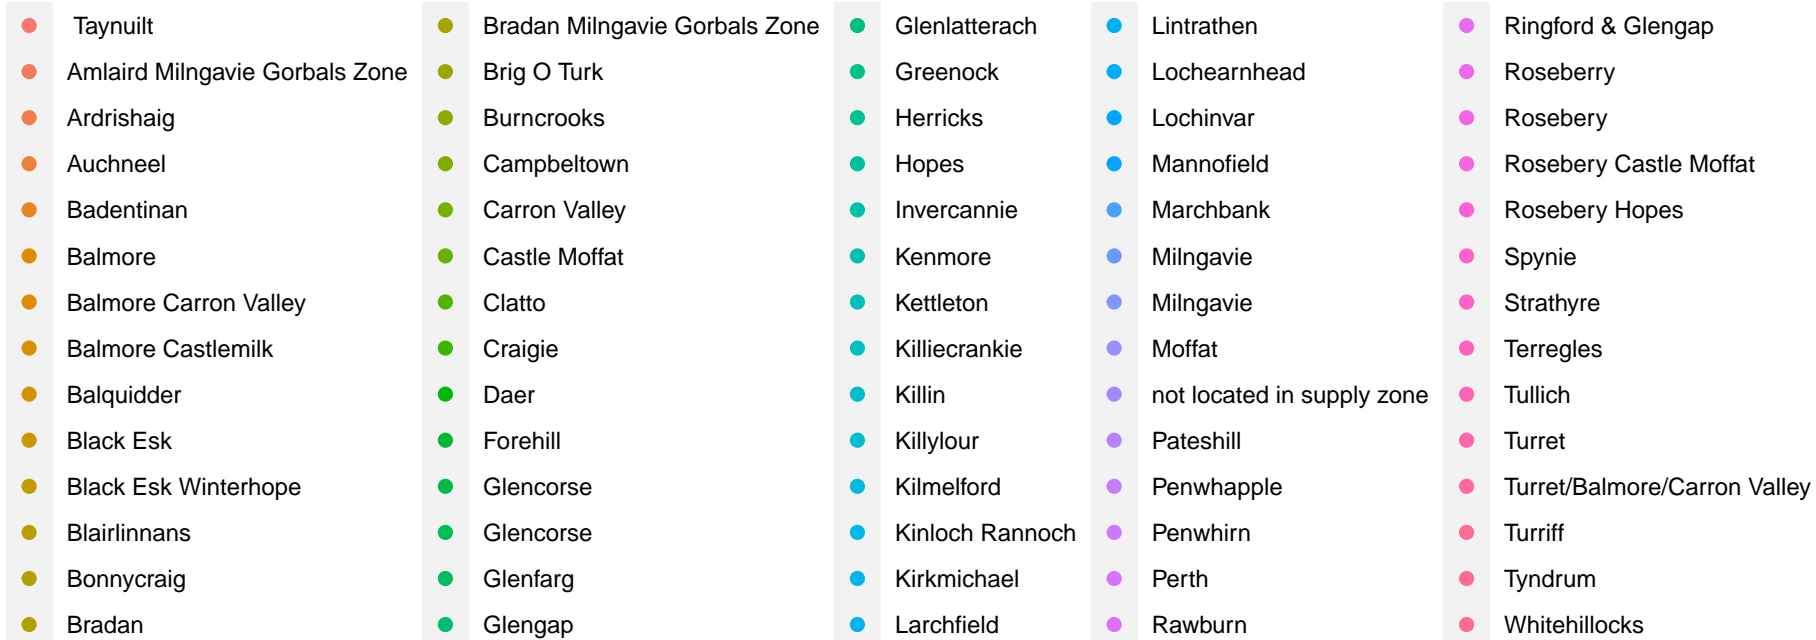 Taynuilt
Amlaird Milngavie Gorbals Zone
Ardrishaig
Auchneel
Badentinan
Balmore
Balmore Carron Valley
Balmore Castlemilk
Balquidder
Black Esk
Black Esk Winterhope
Blairlinnans
Bonnycraig
Bradan
Bradan Milngavie Gorbals Zone
Brig O Turk
Burncrooks
Campbeltown
Carron Valley
Castle Moffat
Clatto
Craigie
Daer
Forehill
Glencorse
Glencorse
Glenfarg
Glengap
Glenlatterach
Greenock
Herricks
Hopes
Invercannie
Kenmore
Kettleton
Killiecrankie
Killin
Killylour
Kilmelford
Kinloch Rannoch
Kirkmichael
Larchfield
Lintrathen
Lochearnhead
Lochinvar
Mannofield
Marchbank
Milngavie
Milngavie
Moffat
not located in supply zone
Pateshill
Penwhapple
Penwhirn
Perth
Rawburn
Ringford & Glengap
Roseberry
Rosebery
Rosebery Castle Moffat
Rosebery Hopes
Spynie
Strathyre
Terregles
Tullich
Turret
Turret/Balmore/Carron Valley
Turriff
Tyndrum
Whitehillocks